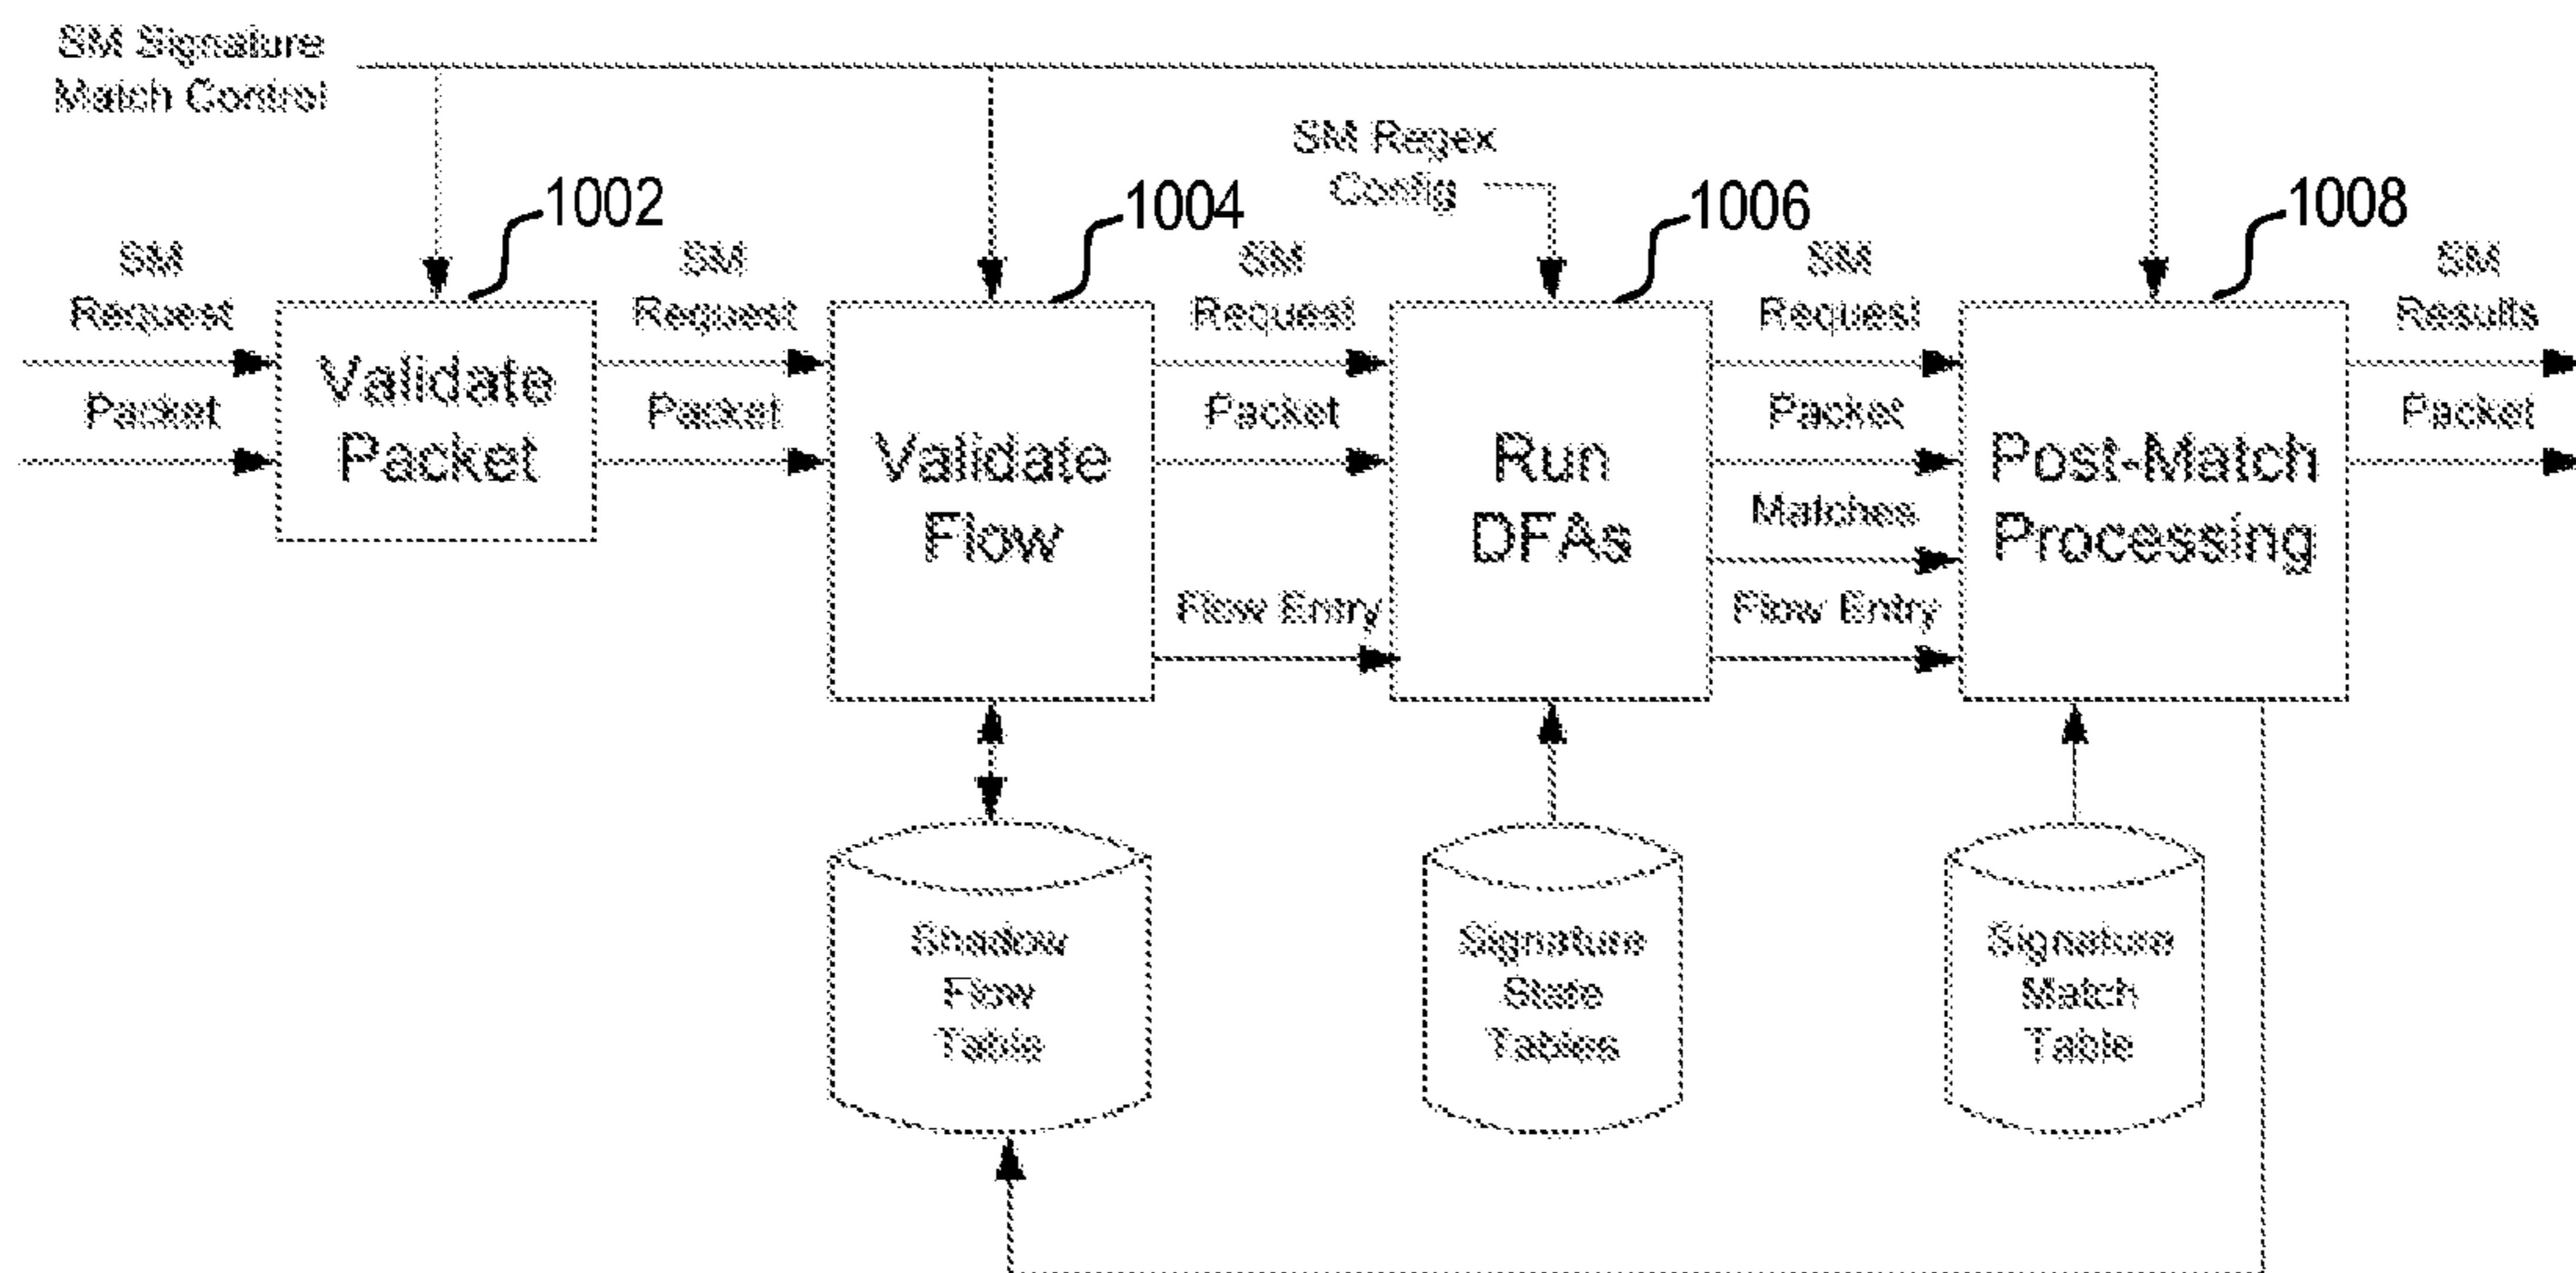 SM Signature
Match Control
SM Regex
Config
1002
1004
1006
1008
SM
Request
Packet
Validate
Packet
SM
Request
Packet
Validate
Flow
SM
Request
Packet
Flow Entry
Run
DFAs
SM
Request
Packet
Matches
Flow Entry
Post-Match
Processing
SM
Results
Packet
Shadow
Flow
Table
Signature
State
Tables
Signature
Match
Table